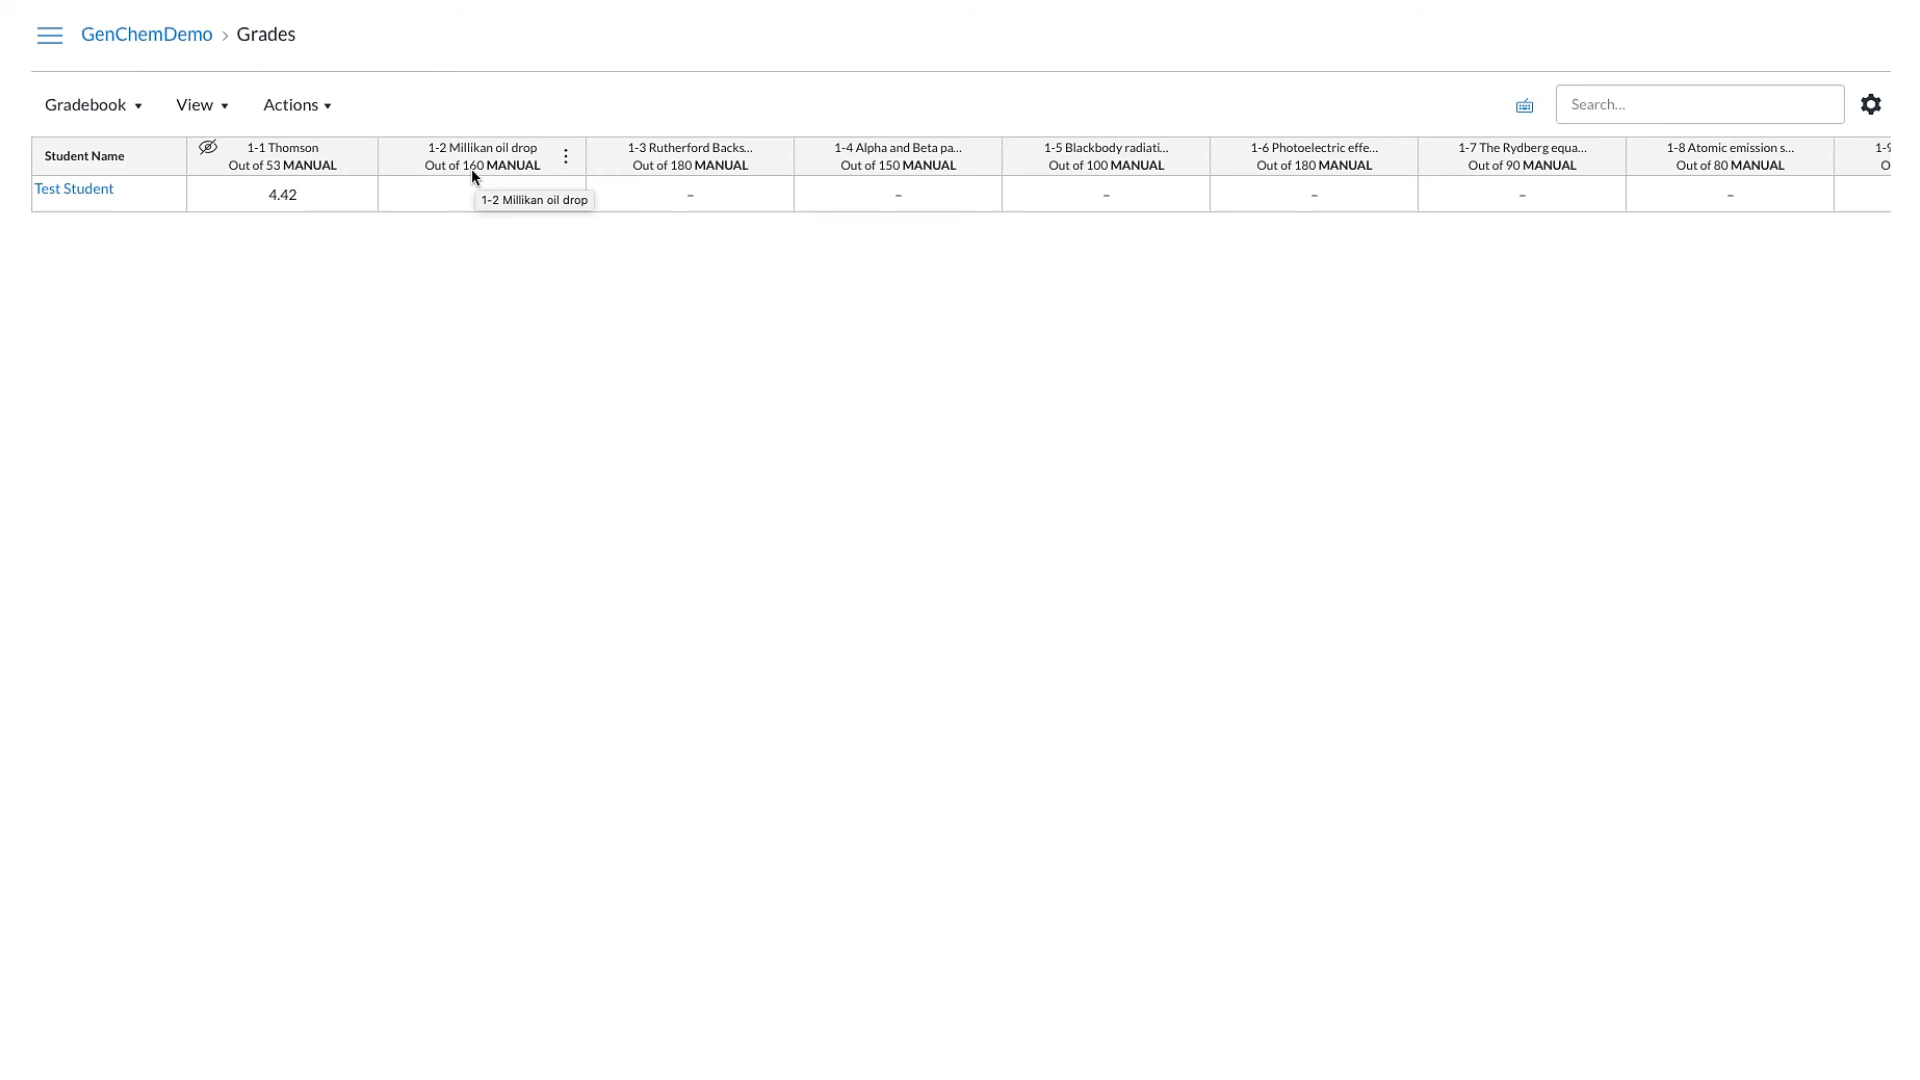 GenChemDemo › Grades
Gradebook View Actions
Search...
Student Name
1-1 Thomson
Out of 53 MANUAL
1-2 Millikan oil drop
Out of 160 MANUAL
1-3 Rutherford Backs...
Out of 180 MANUAL
1-4 Alpha and Beta pa...
Out of 150 MANUAL
1-5 Blackbody radiati...
Out of 100 MANUAL
1-6 Photoelectric effe...
Out of 180 MANUAL
1-7 The Rydberg equa...
Out of 90 MANUAL
1-8 Atomic emission s...
Out of 80 MANUAL
Test Student
4.42
– – – – – –
1-2 Millikan oil drop